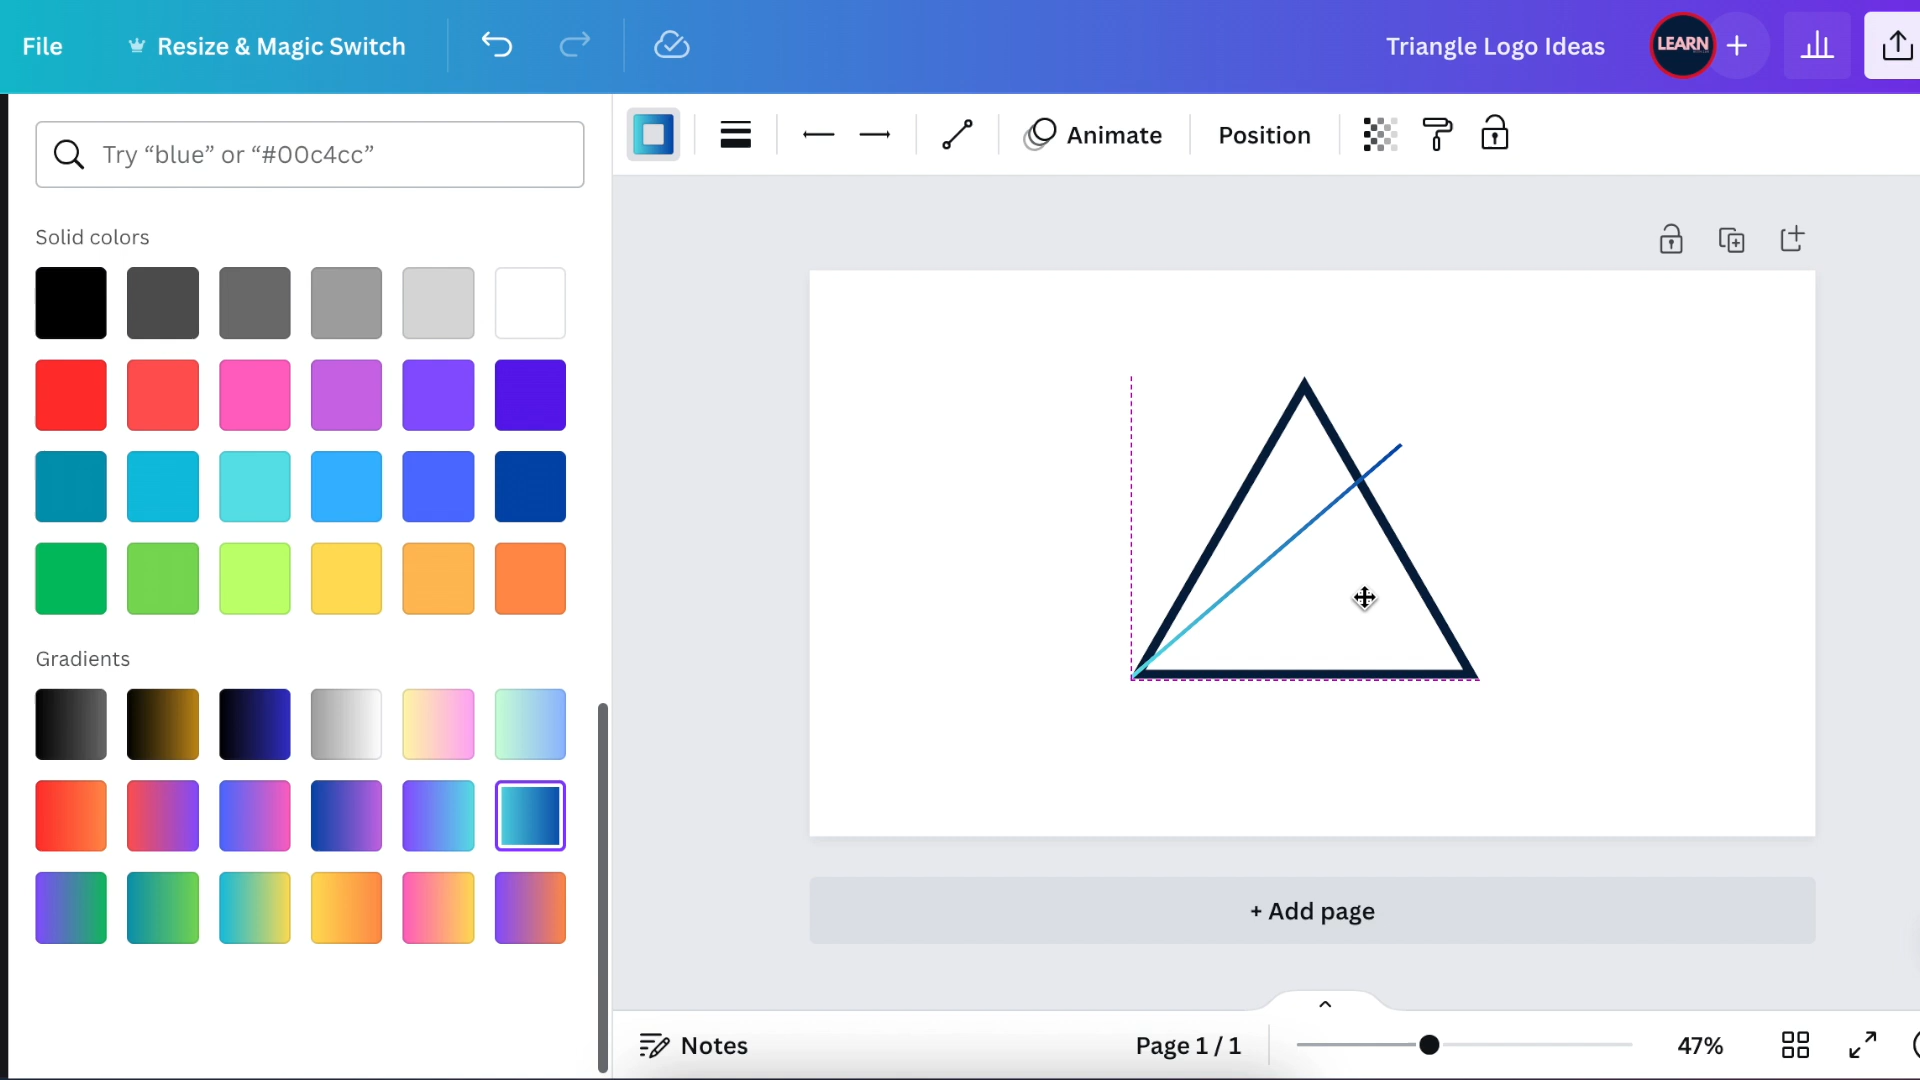 File
Resize & Magic Switch
Triangle Logo Ideas
LEARN
Try “blue” or “#00c4cc”
Animate
Position
Solid colors
Gradients
+ Add page
Notes
Page 1 / 1
47%